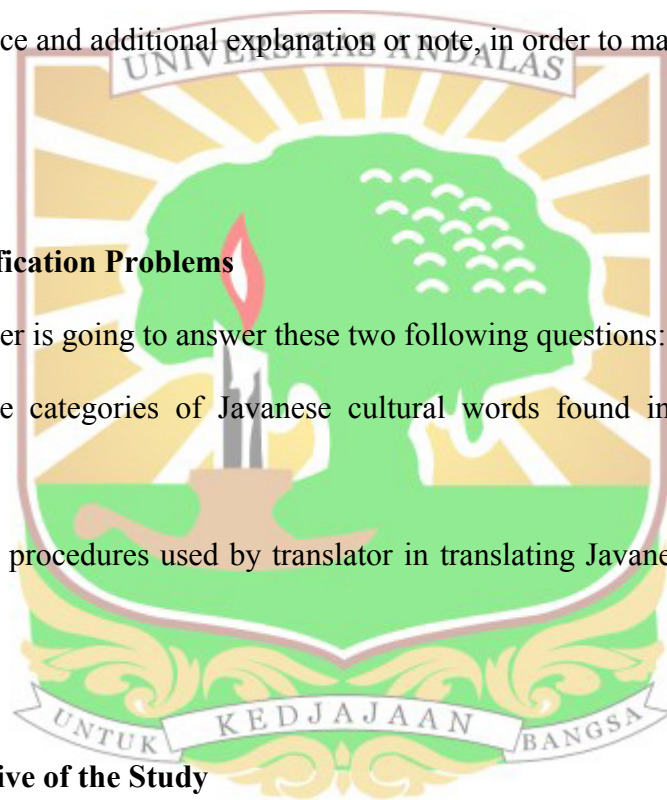 ce and additional explanation or note, in order to ma
UNIVERSITAS ANDALAS
fication Problems
er is going to answer these two following questions:
e categories of Javanese cultural words found in
procedures used by translator in translating Javane
UNTUK KEDJAJAAN BANGSA
ive of the Study